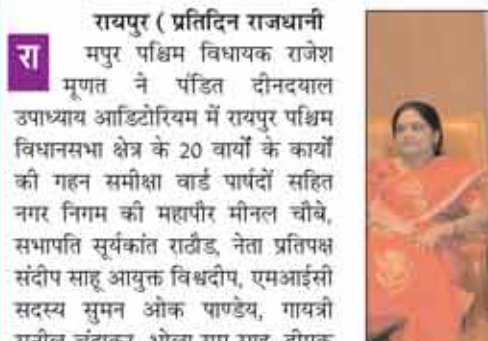 रायपुर ( प्रतिदिन राजधानी
रा
मपुर पश्चिम विधायक राजेश
मूणत ने पंडित दीनदयाल
उपाध्याय आडिटोरियम में रायपुर पश्चिम
विधानसभा क्षेत्र के 20 वार्यों के कार्यों
की गहन समीक्षा वार्ड पार्षदों सहित
नगर निगम की महापौर मीनल चौबे,
सभापति सूर्यकांत राठौड, नेता प्रतिपक्ष
संदीप साहू आयुक्त विश्वदीप, एमआईसी
सदस्य सुमन ओक पाण्डेय, गायत्री